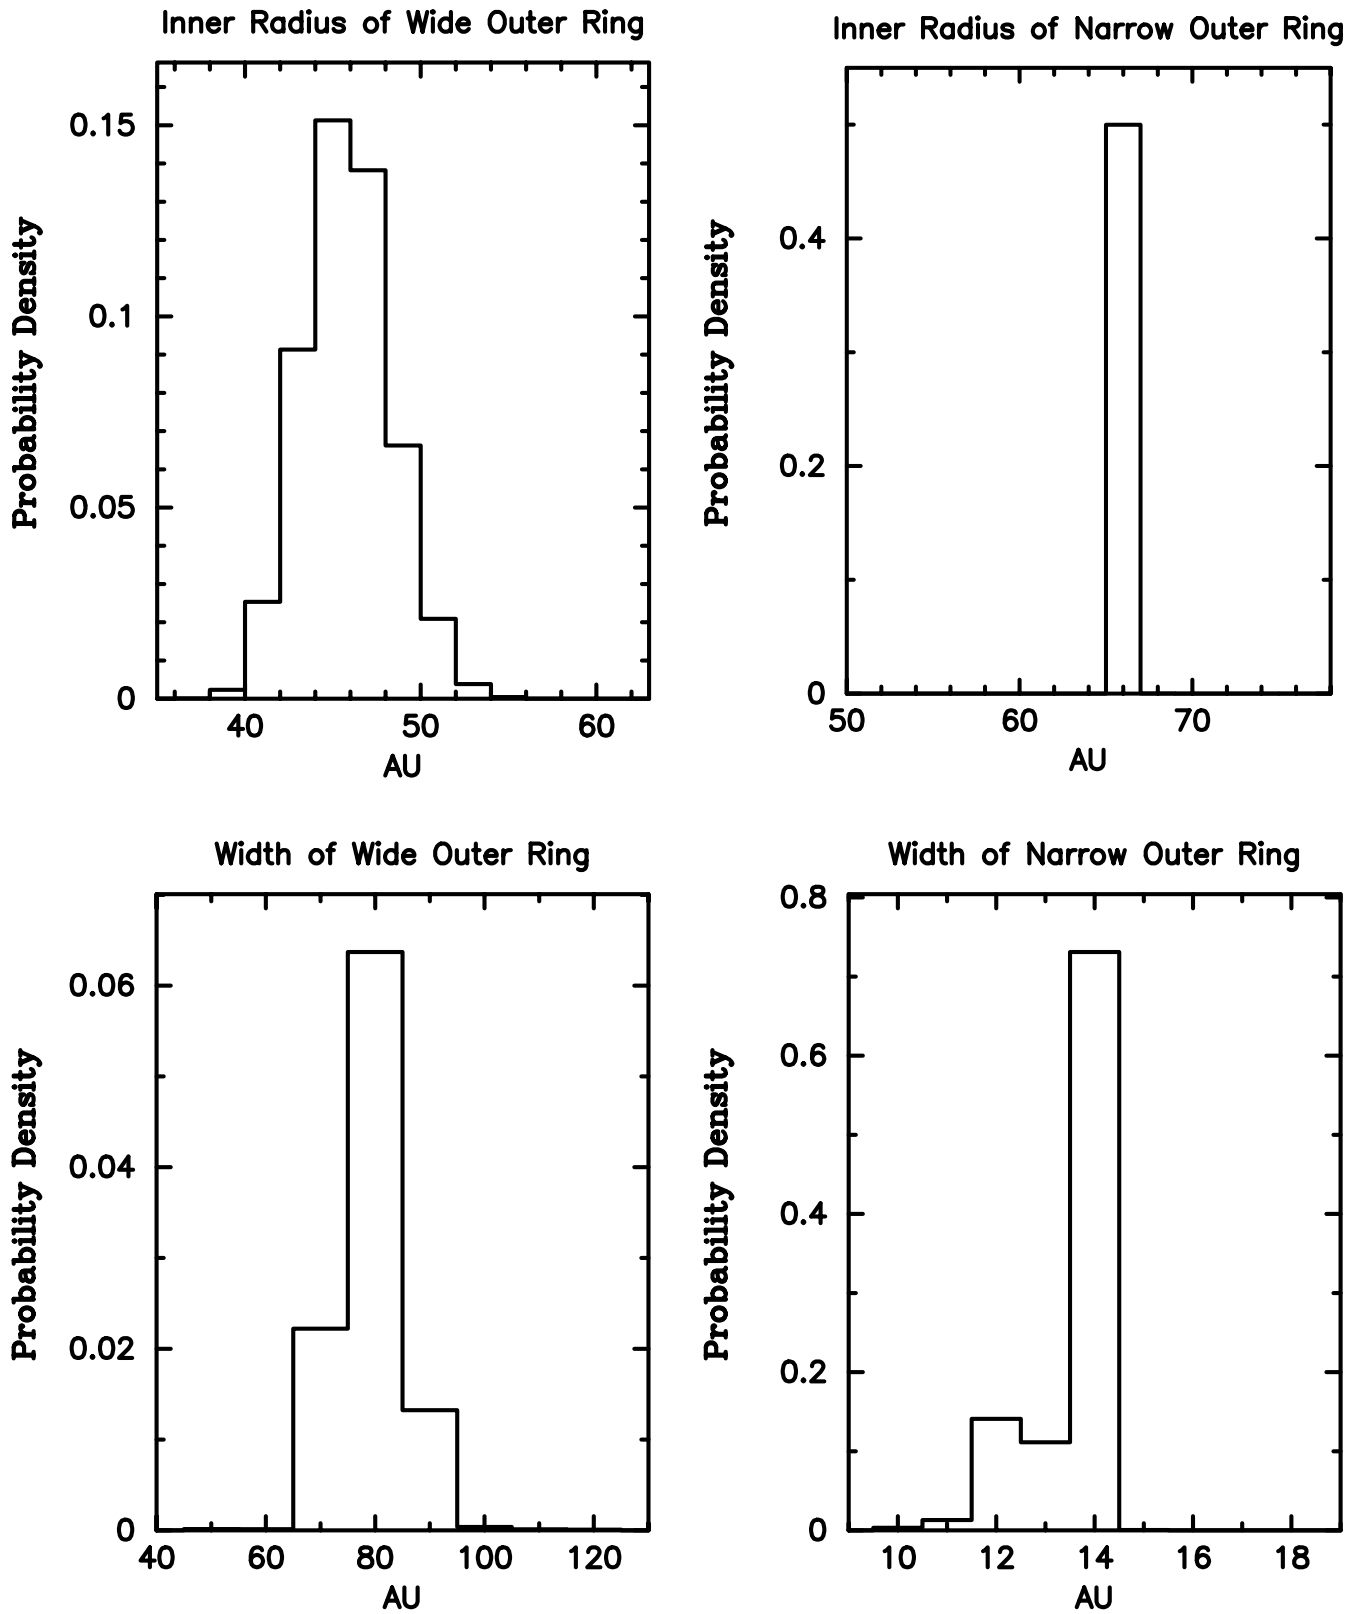 Inner Radius of Wide Outer Ring
Probability Density
0.15
0.1
0.05
0
40 50 60
AU
Inner Radius of Narrow Outer Ring
Probability Density
0.4
0.2
0
50 60 70
AU
Width of Wide Outer Ring
Probability Density
0.06
0.04
0.02
0
40 60 80 100 120
AU
Width of Narrow Outer Ring
Probability Density
0.8
0.6
0.4
0.2
0
10 12 14 16 18
AU